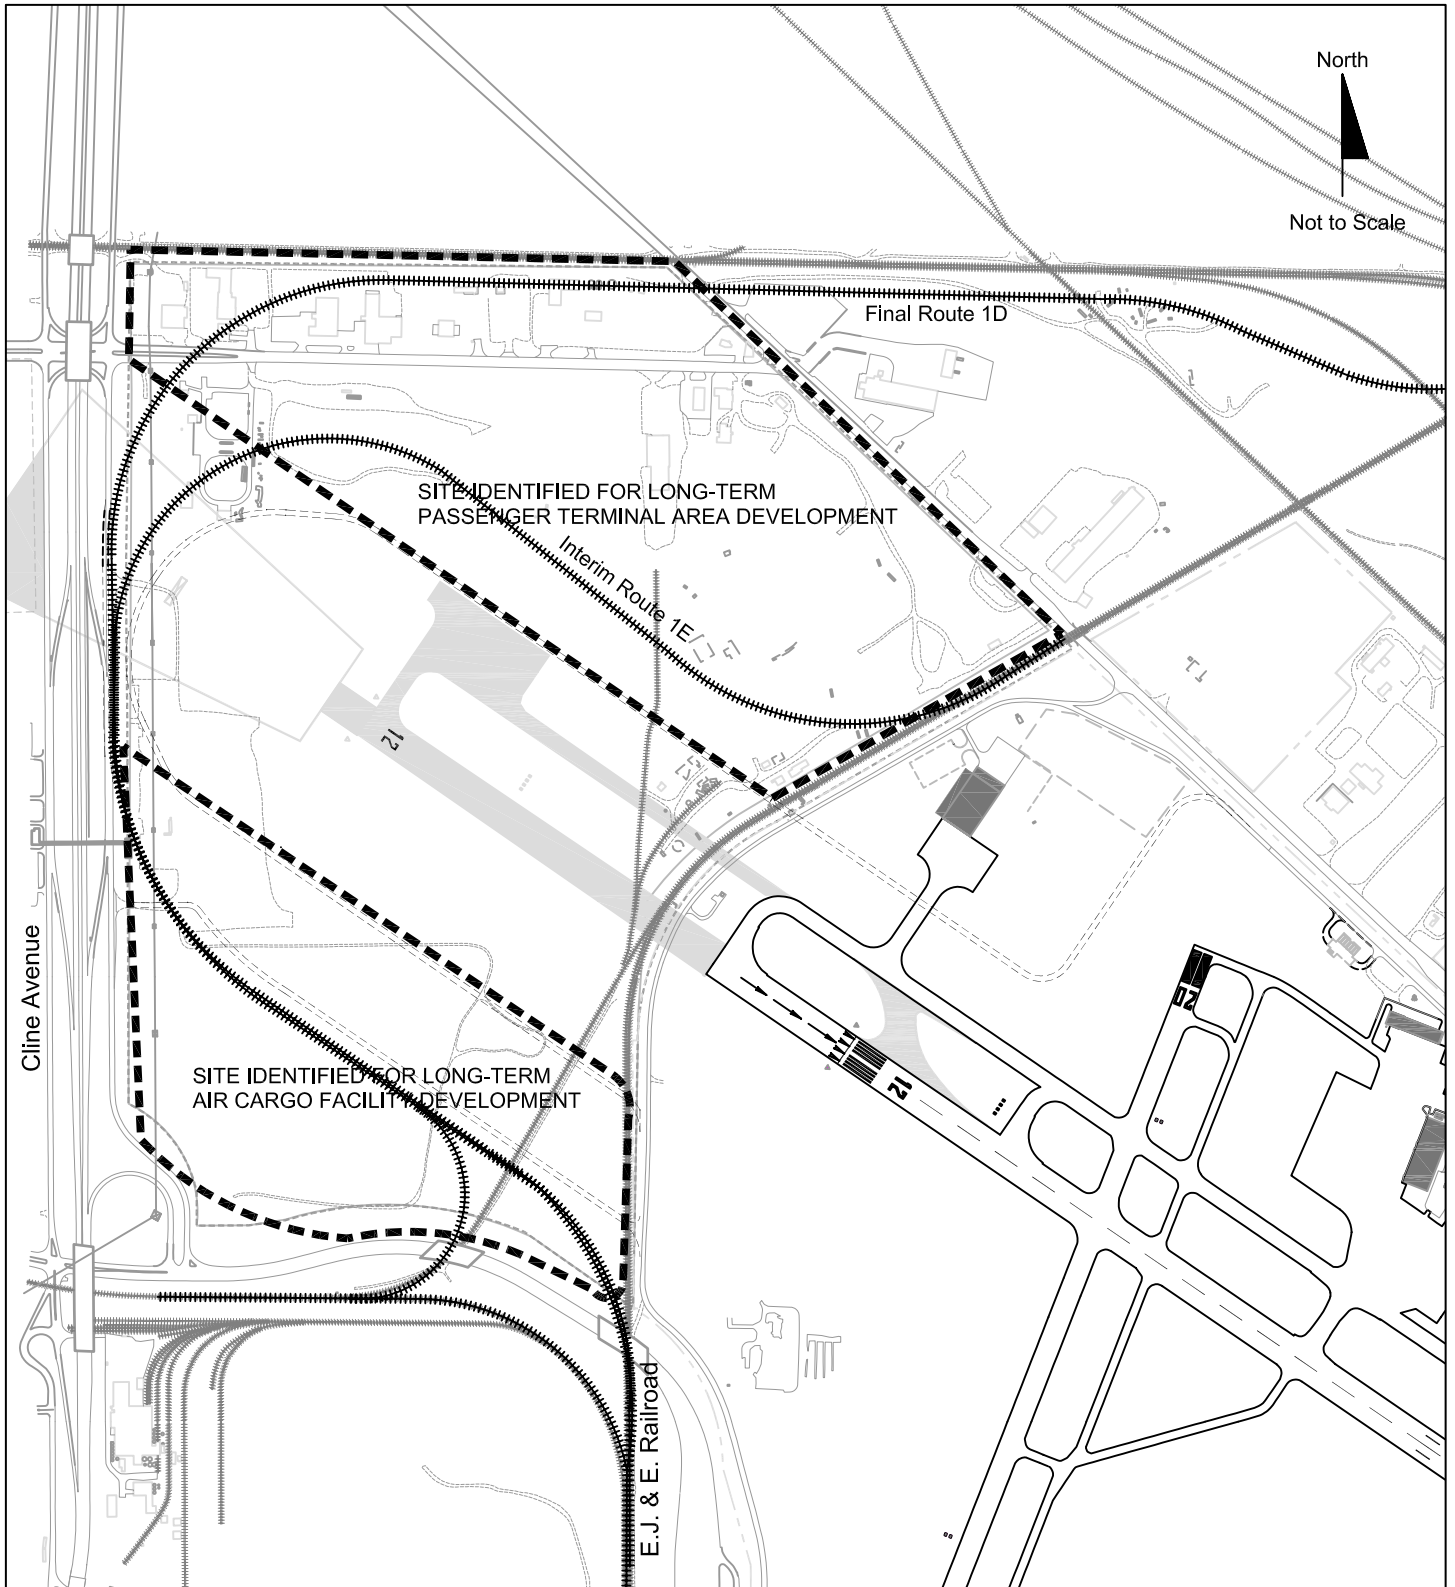 North
Not to Scale
Final Route 1D
SITE IDENTIFIED FOR LONG-TERM
PASSENGER TERMINAL AREA DEVELOPMENT
Interim Route 1E
12
Cline Avenue
20
SITE IDENTIFIED FOR LONG-TERM
AIR CARGO FACILITY DEVELOPMENT
12
E.J. & E. Railroad